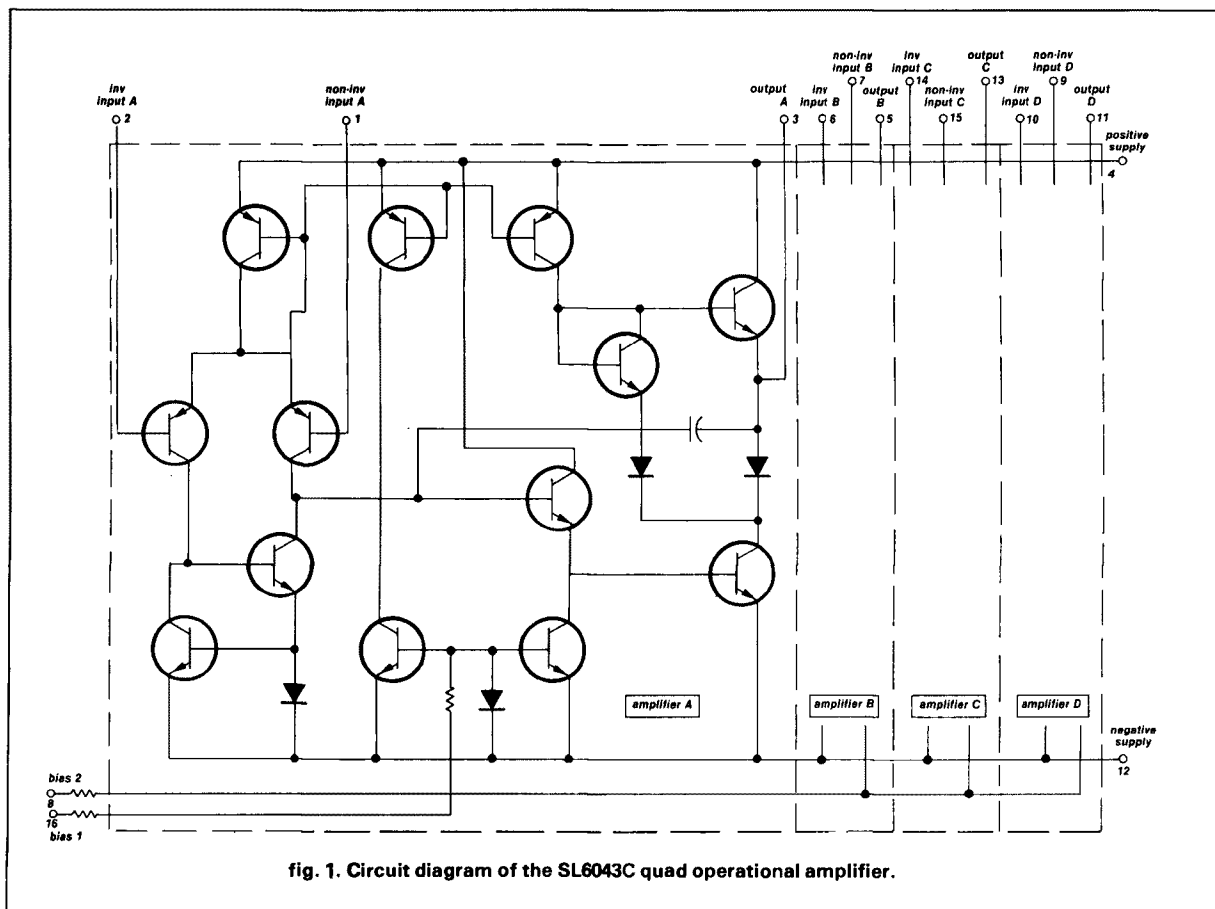 inv
input A
2
non-inv
input A
1
output
A
3
inv
input B
6
non-inv
input B
7
output
B
5
inv
input C
14
non-inv
input C
15
output
C
13
inv
input D
10
non-inv
input D
9
output
D
11
positive
supply
4
amplifier A
amplifier B
amplifier C
amplifier D
negative
supply
12
bias 2
8
16
bias 1
fig. 1. Circuit diagram of the SL6043C quad operational amplifier.